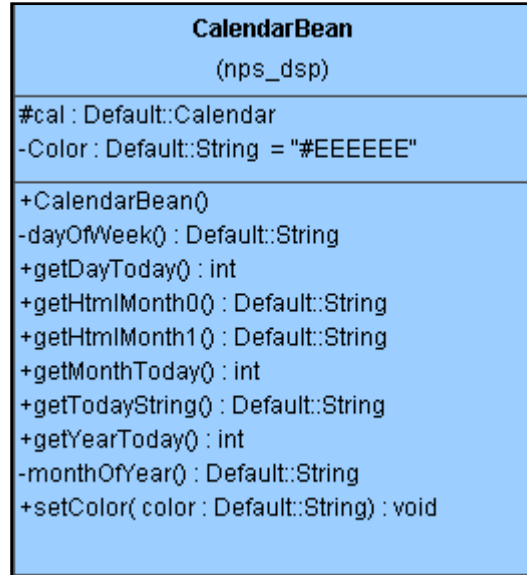 CalendarBean
(nps_dsp)
#cal : Default::Calendar
-Color : Default::String = "#EEEEEE"
+CalendarBean()
-dayOfWeek() : Default::String
+getDayToday() : int
+getHtmlMonth0() : Default::String
+getHtmlMonth1() : Default::String
+getMonthToday() : int
+getTodayString() : Default::String
+getYearToday() : int
-monthOfYear() : Default::String
+setColor( color : Default::String) : void